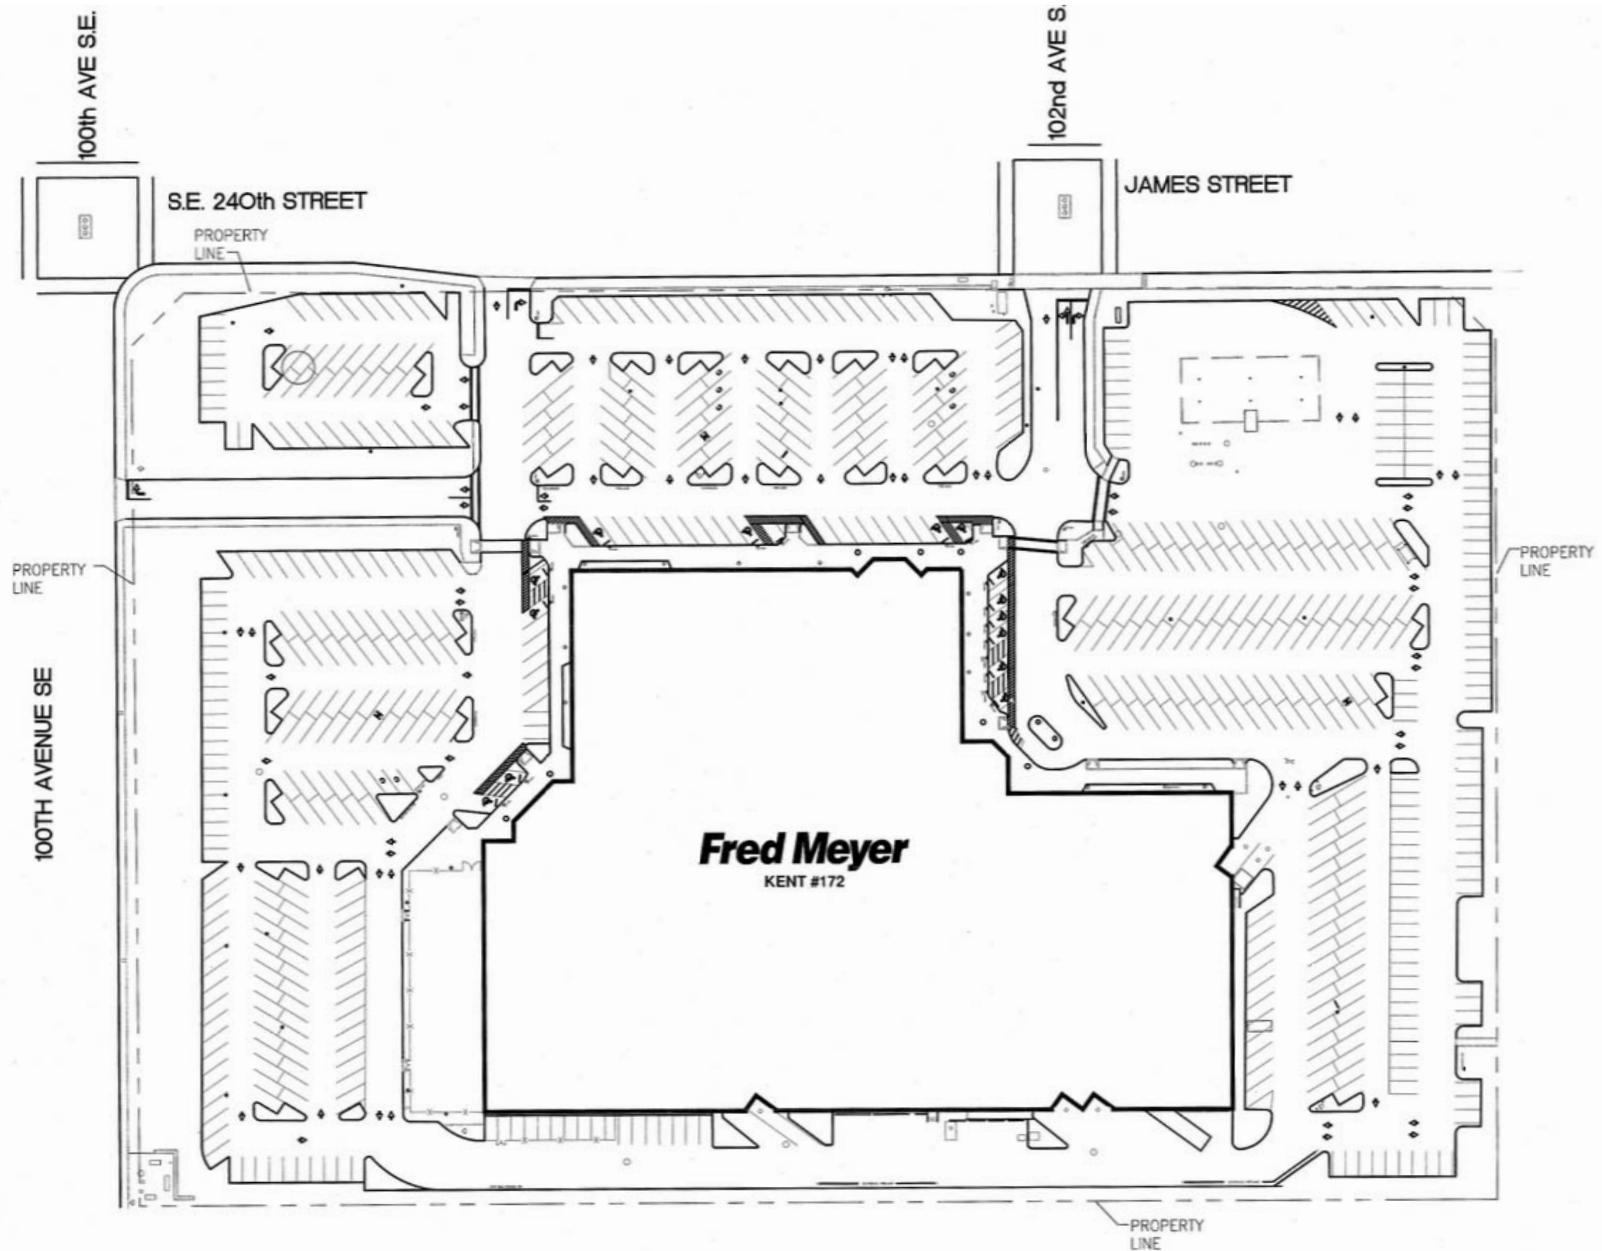 100th AVE S.E.
102nd AVE S.
S.E. 240th STREET
JAMES STREET
PROPERTY
LINE
PROPERTY
LINE
PROPERTY
LINE
100TH AVENUE SE
Fred Meyer
KENT #172
PROPERTY
LINE